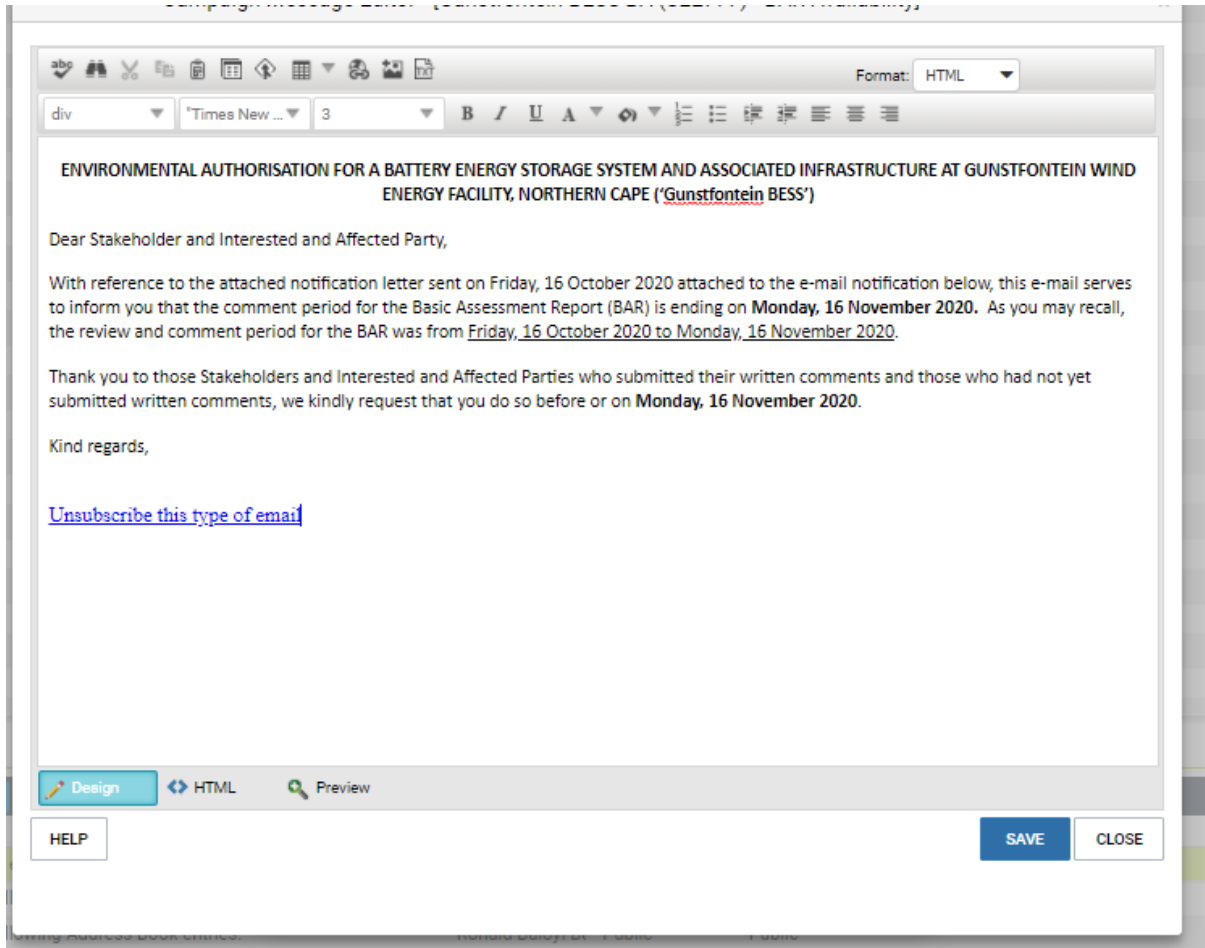 Format: HTML
div "Times New ... 3 B I U A
ENVIRONMENTAL AUTHORISATION FOR A BATTERY ENERGY STORAGE SYSTEM AND ASSOCIATED INFRASTRUCTURE AT GUNSTFONTEIN WIND
ENERGY FACILITY, NORTHERN CAPE ('Gunstfontein BESS')
Dear Stakeholder and Interested and Affected Party,
With reference to the attached notification letter sent on Friday, 16 October 2020 attached to the e-mail notification below, this e-mail serves
to inform you that the comment period for the Basic Assessment Report (BAR) is ending on Monday, 16 November 2020. As you may recall,
the review and comment period for the BAR was from Friday, 16 October 2020 to Monday, 16 November 2020.
Thank you to those Stakeholders and Interested and Affected Parties who submitted their written comments and those who had not yet
submitted written comments, we kindly request that you do so before or on Monday, 16 November 2020.
Kind regards,
Unsubscribe this type of email
Design HTML Preview
HELP SAVE CLOSE